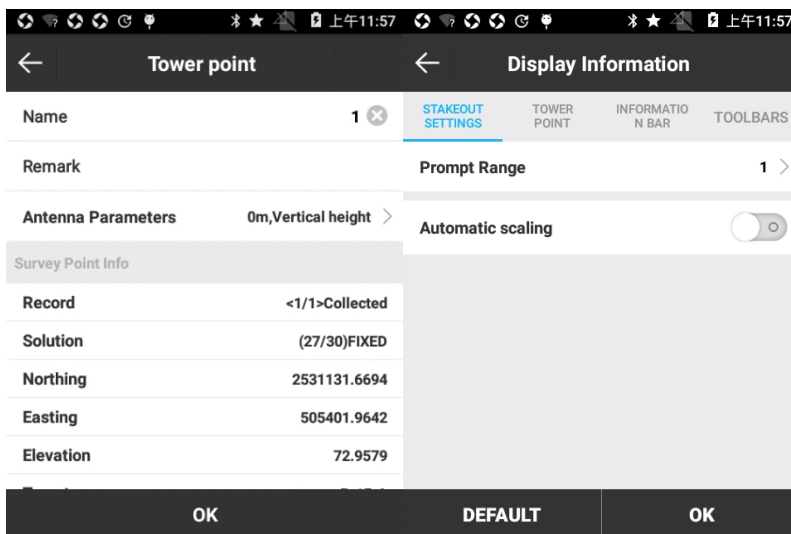 上午11:57
Tower point
Name 1
Remark
Antenna Parameters 0m,Vertical height
Survey Point Info
Record <1/1>Collected
Solution (27/30)FIXED
Northing 2531131.6694
Easting 505401.9642
Elevation 72.9579
OK
上午11:57
Display Information
STAKEOUT SETTINGS
TOWER POINT
INFORMATIO
N BAR
TOOLBARS
Prompt Range 1
Automatic scaling
DEFAULT OK